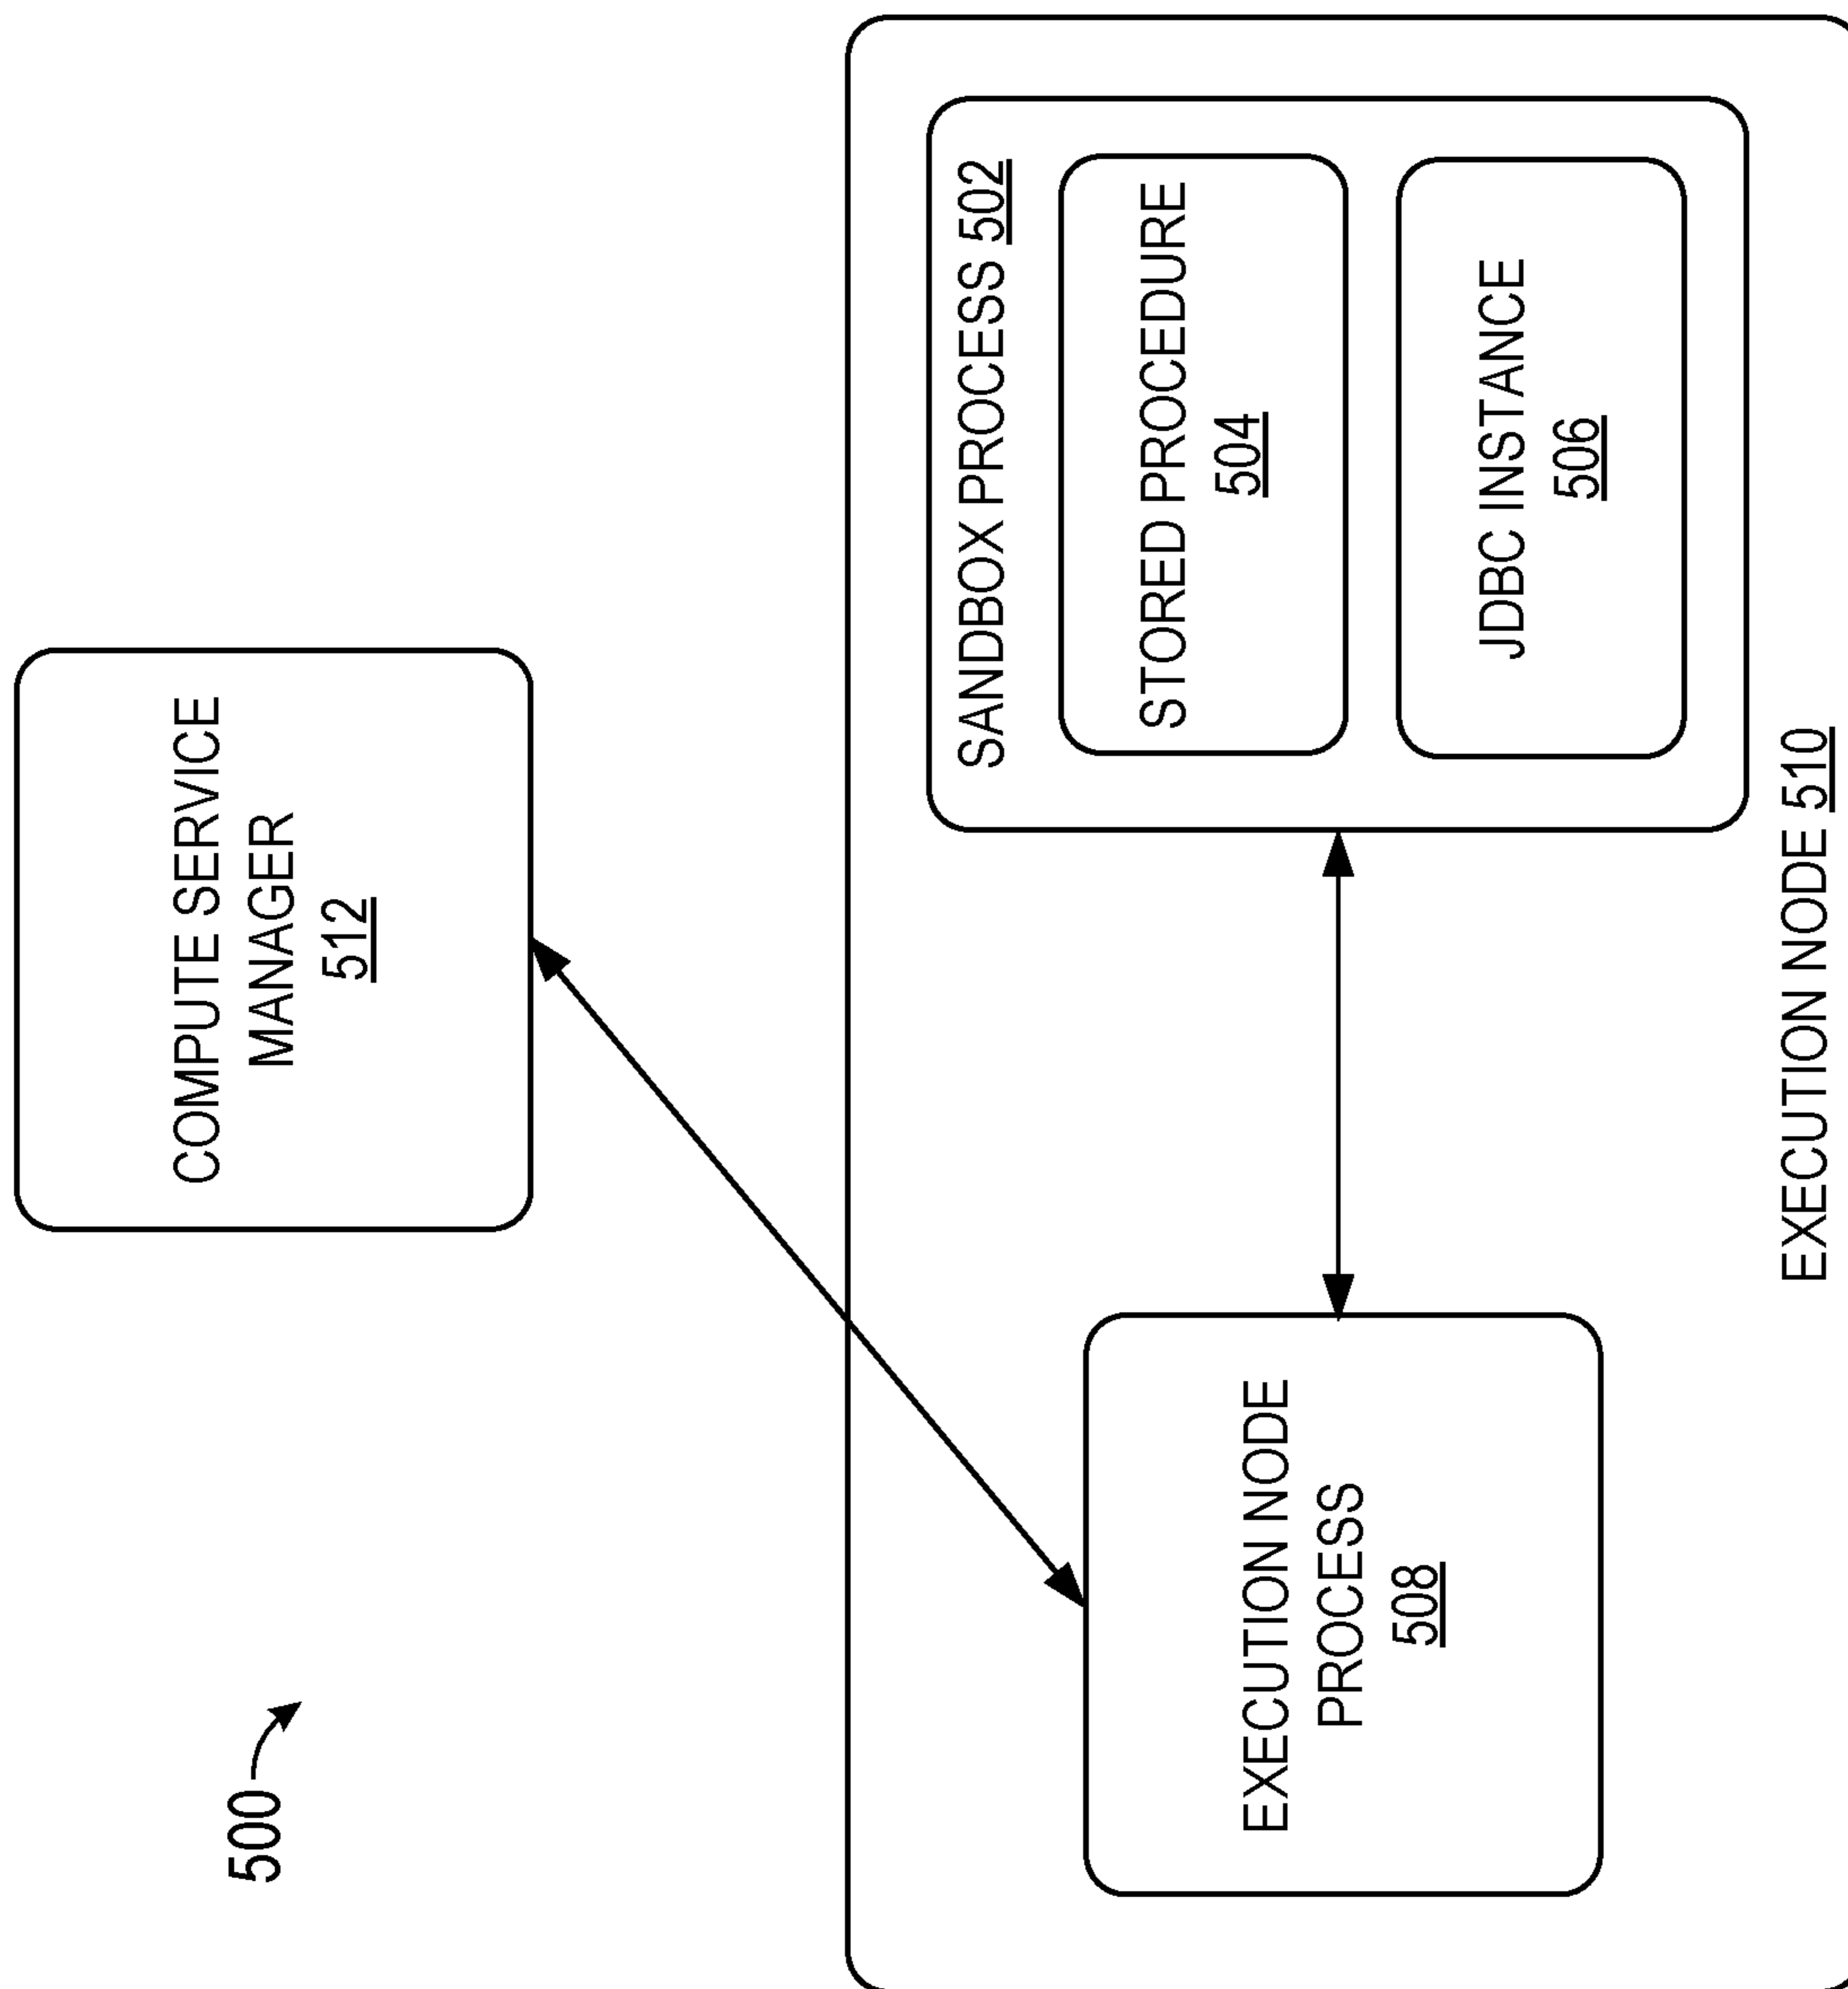 500
COMPUTE SERVICE
MANAGER
512
EXECUTION NODE
PROCESS
508
SANDBOX PROCESS 502
STORED PROCEDURE
504
JDBC INSTANCE
506
EXECUTION NODE 510